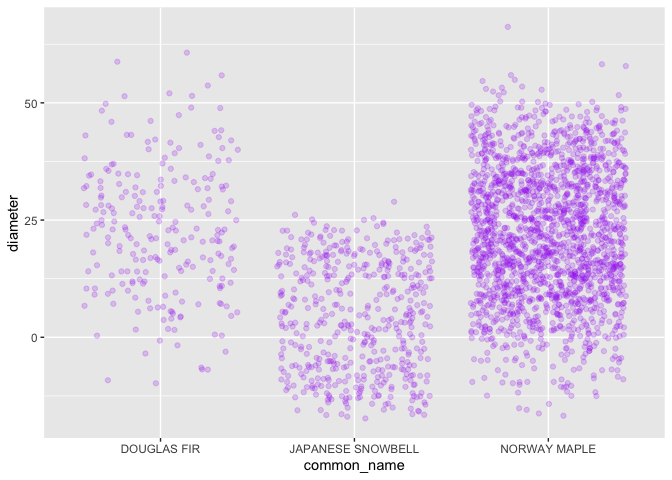 50
25
0
diameter
DOUGLAS FIR JAPANESE SNOWBELL NORWAY MAPLE
common_name